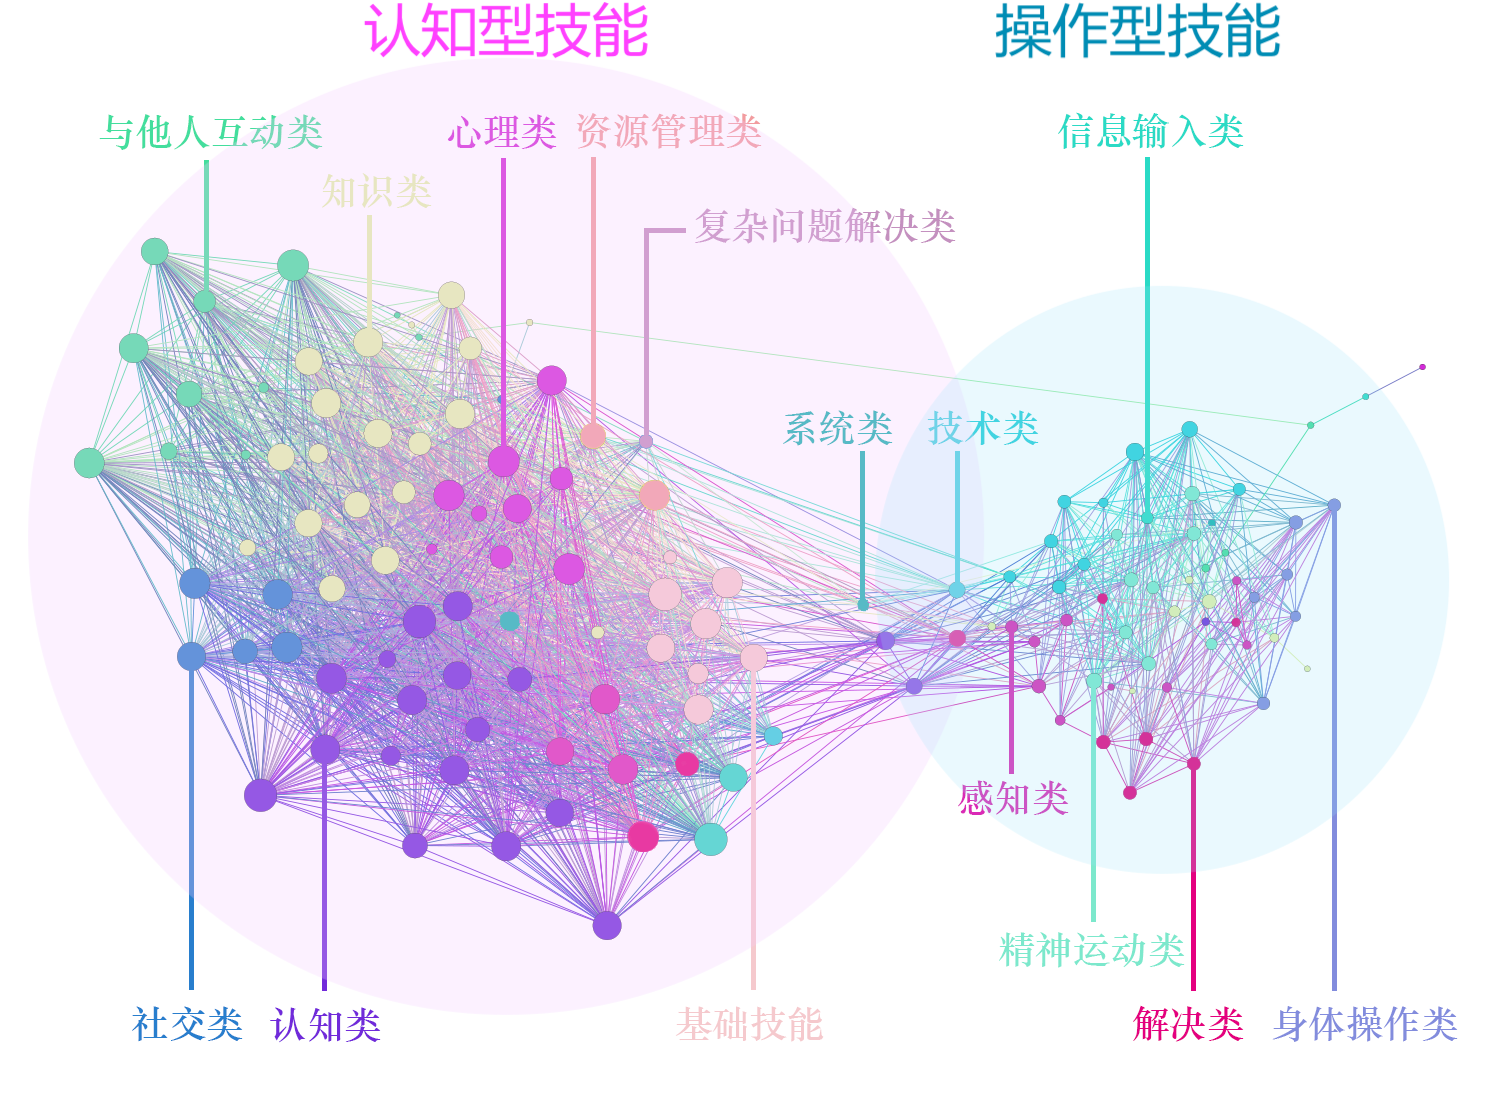 认知型技能
操作型技能
与他人互动类
心理类
资源管理类
信息输入类
知识类
复杂问题解决类
系统类
技术类
感知类
精神运动类
社交类
认知类
基础技能
解决类
身体操作类